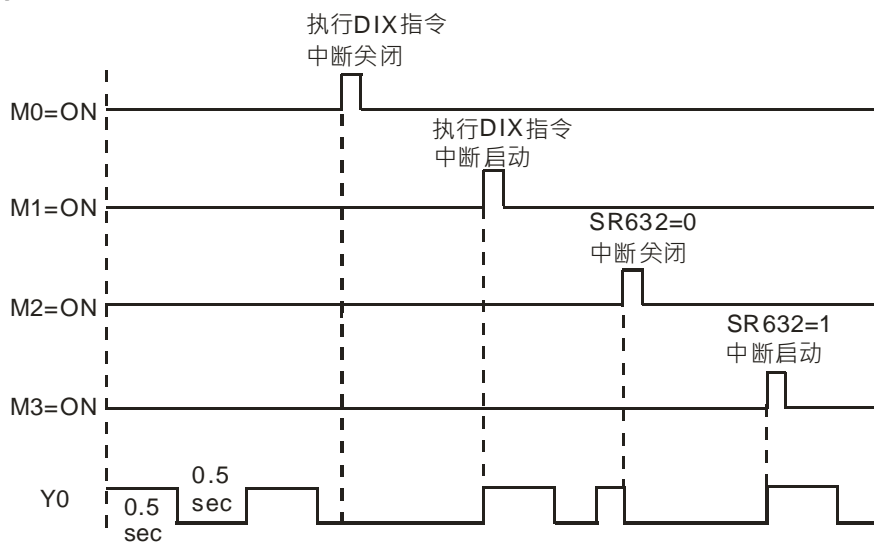 执行DIX指令
中断关闭
M0=ON
执行DIX指令
中断启动
M1=ON
SR632=0
中断关闭
M2=ON
SR632=1
中断启动
M3=ON
Y0
0.5
sec
0.5
sec